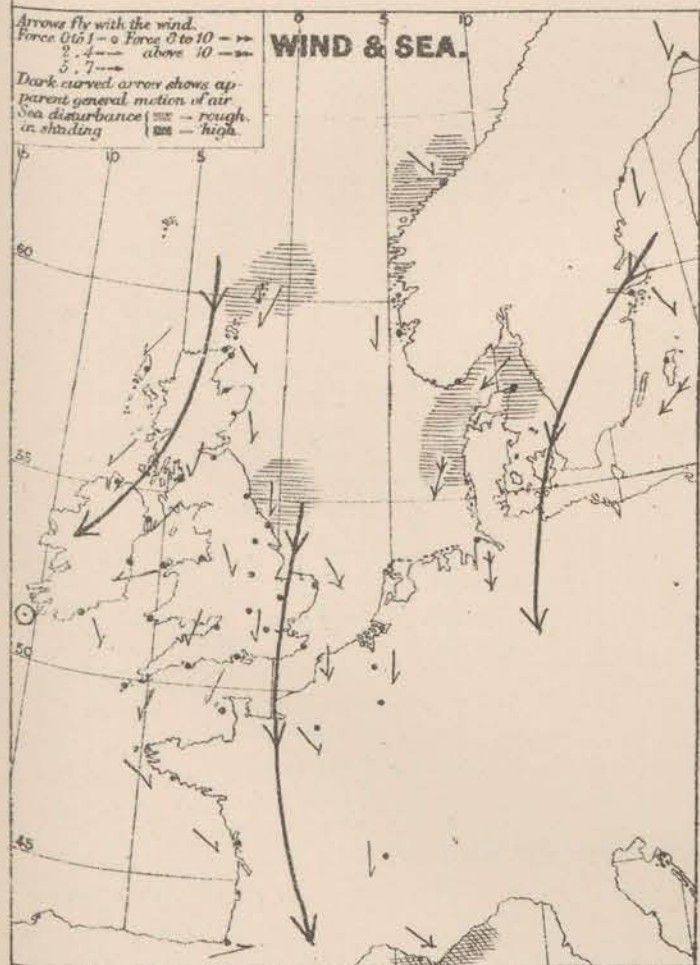 WIND & SEA.
Arrows fly with the wind.
Force 0 to 1 – o Force 8 to 10 –
2 „ 4 – above 10 –
5 „ 7 –
Dark curved arrow shows ap-
parent general motion of air
Sea disturbance { – rough.
in shading { – high.
15 10 5 0 5 10
60
55
50
45